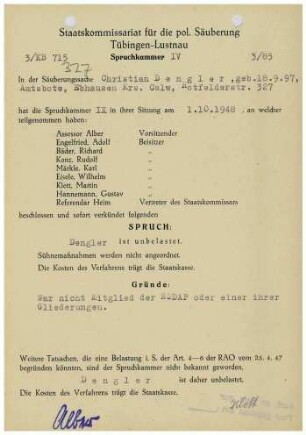 Staatskommissariat für die pol. Säuberung
Tübingen-Lustnau
3/KB 715 Spruchkammer IV 3/83
327
In der Säuberungssache Christian Dengler, geb. 18.9.97,
Amtsbote, Ebhausen Krs. Calw, Rotfelderstr. 327
hat die Spruchkammer IX in ihrer Sitzung am 1.10.1948, an welcher
teilgenommen haben:
Assessor Alber Vorsitzender
Engelfried, Adolf Beisitzer
Bäder, Richard „
Konz, Rudolf „
Märkle, Karl „
Eisele, Wilhelm „
Klett, Martin „
Hannemann, Gustav „
Referendar Heim Vertreter des Staatskommissars
beschlossen und sofort verkündet folgenden
SPRUCH:
Dengler ist unbelastet.
Sühnemaßnahmen werden nicht angeordnet.
Die Kosten des Verfahrens trägt die Staatskasse.
Gründe:
War nicht Mitglied der NSDAP oder einer ihrer
Gliederungen.
Weitere Tatsachen, die eine Belastung i. S. der Art. 4—6 der RAO vom 25. 4. 47
begründen könnten, sind der Spruchkammer nicht bekannt geworden.
Dengler ist daher unbelastet.
Die Kosten des Verfahrens trägt die Staatskasse.
Alber